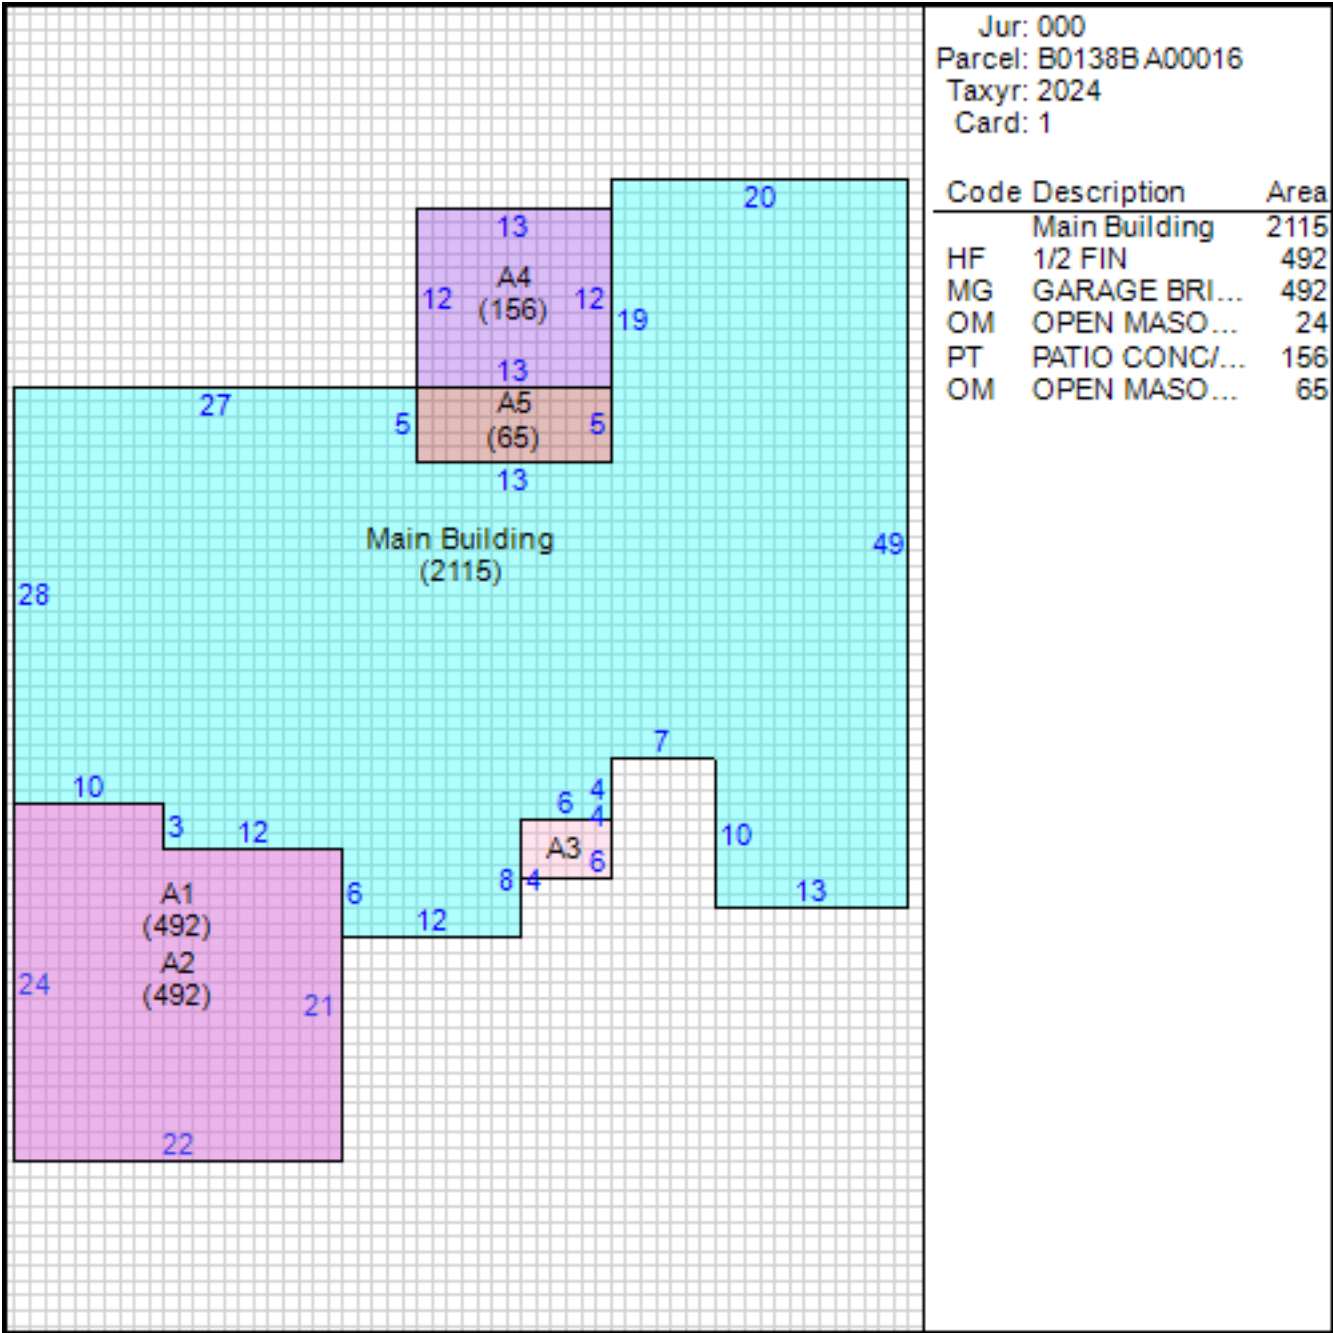 Jur: 000
Parcel: B0138B A00016
Taxyr: 2024
Card: 1
Code Description Area
Main Building 2115
HF 1/2 FIN 492
MG GARAGE BRI... 492
OM OPEN MASO... 24
PT PATIO CONC/... 156
OM OPEN MASO... 65
20
13
A4
12 (156) 12
19
13
27
A5
5 (65) 5
13
Main Building
(2115)
49
28
7
10
4
6
4
3 12
10
A3
6
8 4
13
6
12
A1
(492)
A2
(492)
24
21
22